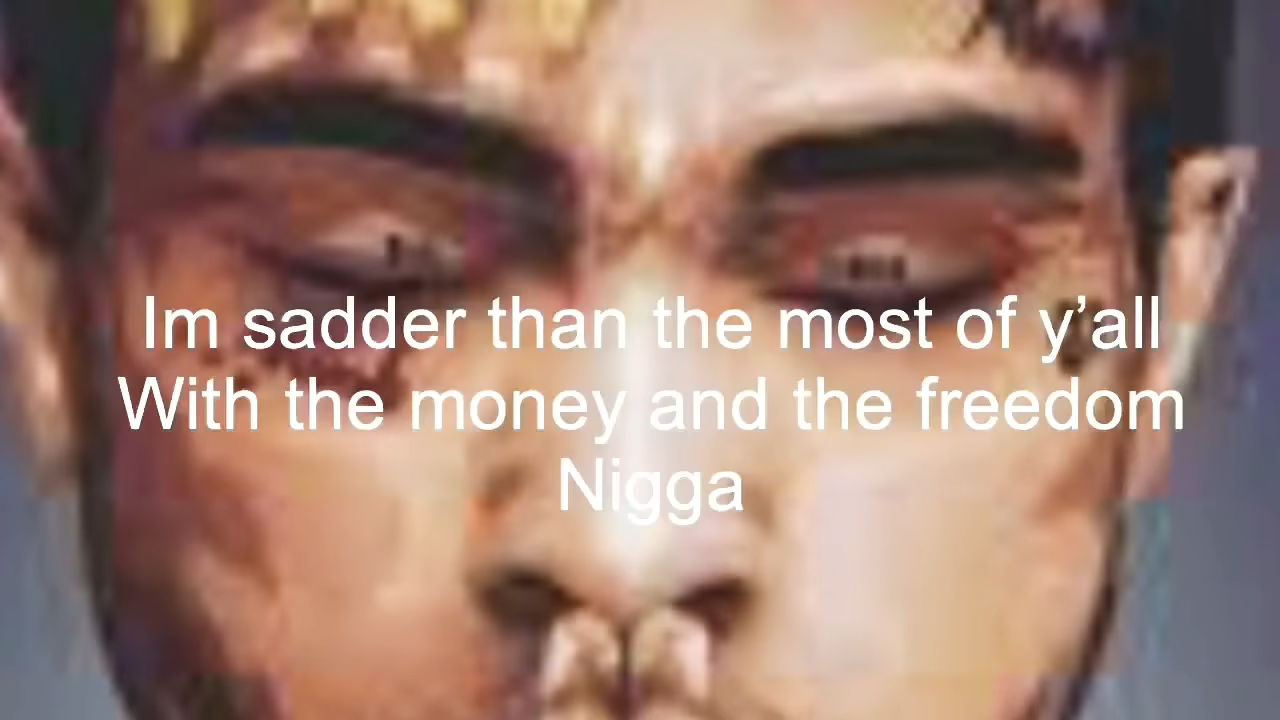 Im sadder than the most of y’all
With the money and the freedom
Nigga